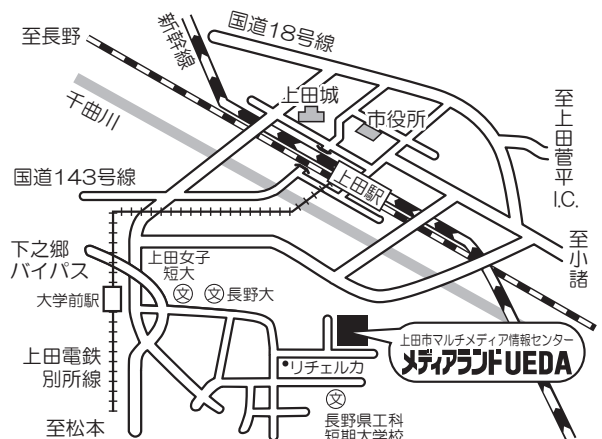 国道18号線
新幹線
至長野
上田城
市役所
千曲川
至上田菅平
I.C.
上田駅
国道143号線
至小諸
下之郷
バイパス
上田女子
短大
大学前駅
文
文
長野大
上田市マルチメディア情報センター
メディアランドUEDA
上田電鉄
別所線
リチェルカ
文
長野県工科
短期大学校
至松本